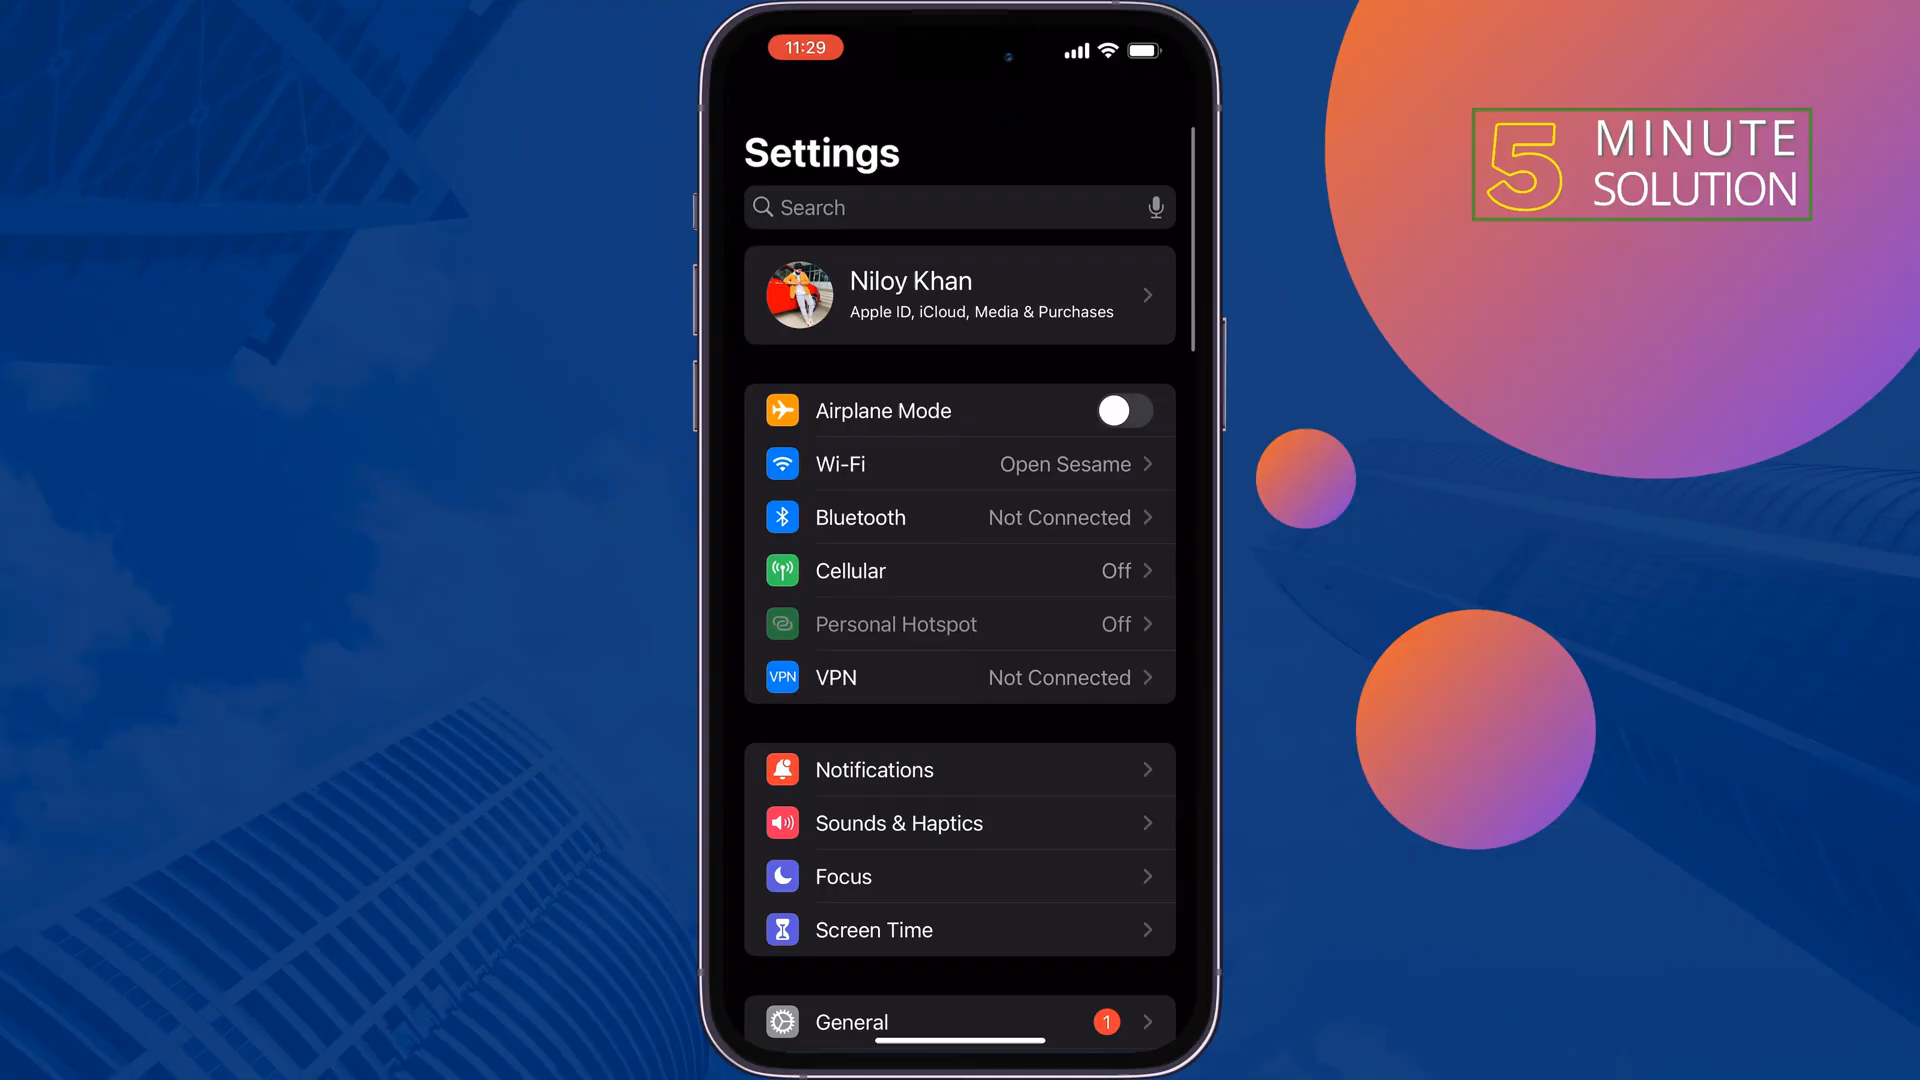 11:29
Settings
Search
Niloy Khan
Apple ID, iCloud, Media & Purchases
Airplane Mode
Wi-Fi Open Sesame
Bluetooth Not Connected
Cellular Off
Personal Hotspot Off
VPN VPN Not Connected
Notifications
Sounds & Haptics
Focus
Screen Time
General 1
5 MINUTE
SOLUTION